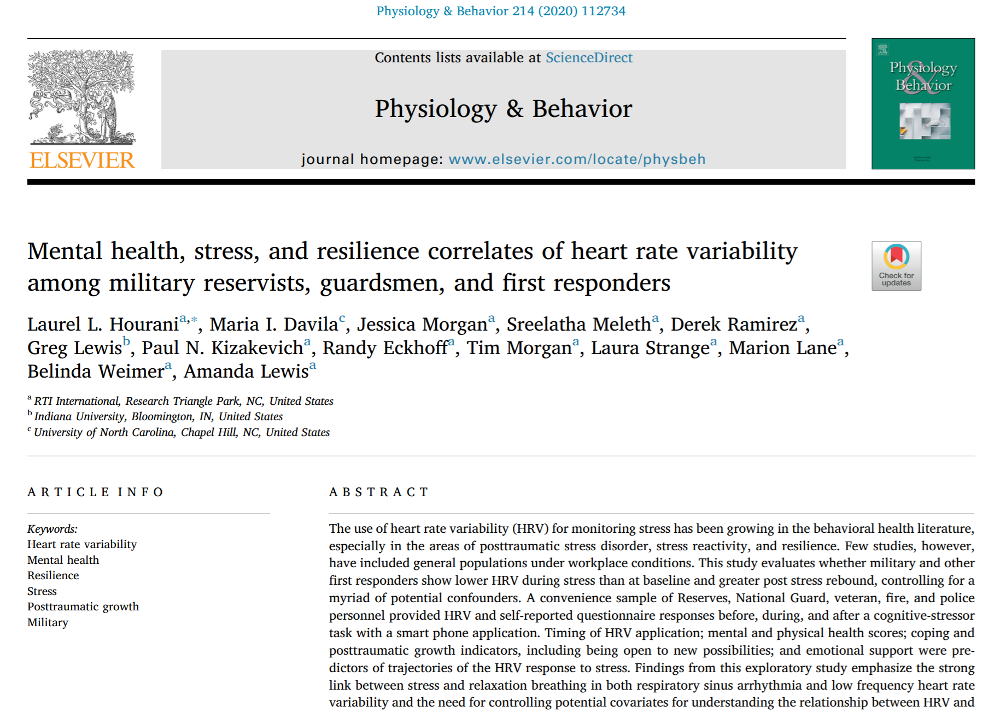 Physiology & Behavior 214 (2020) 112734
Contents lists available at ScienceDirect
Physiology & Behavior
journal homepage: www.elsevier.com/locate/physbeh
NON SOLUS
ELSEVIER
Physiology
&
Behavior
Mental health, stress, and resilience correlates of heart rate variability
among military reservists, guardsmen, and first responders
Check for
updates
Laurel L. Hourani^a,*, Maria I. Davila^c, Jessica Morgan^a, Sreelatha Meleth^a, Derek Ramirez^a,
Greg Lewis^b, Paul N. Kizakevich^a, Randy Eckhoff^a, Tim Morgan^a, Laura Strange^a, Marion Lane^a,
Belinda Weimer^a, Amanda Lewis^a
^a RTI International, Research Triangle Park, NC, United States
^b Indiana University, Bloomington, IN, United States
^c University of North Carolina, Chapel Hill, NC, United States
ARTICLE INFO
Keywords:
Heart rate variability
Mental health
Resilience
Stress
Posttraumatic growth
Military
ABSTRACT
The use of heart rate variability (HRV) for monitoring stress has been growing in the behavioral health literature,
especially in the areas of posttraumatic stress disorder, stress reactivity, and resilience. Few studies, however,
have included general populations under workplace conditions. This study evaluates whether military and other
first responders show lower HRV during stress than at baseline and greater post stress rebound, controlling for a
myriad of potential confounders. A convenience sample of Reserves, National Guard, veteran, fire, and police
personnel provided HRV and self-reported questionnaire responses before, during, and after a cognitive-stressor
task with a smart phone application. Timing of HRV application; mental and physical health scores; coping and
posttraumatic growth indicators, including being open to new possibilities; and emotional support were pre-
dictors of trajectories of the HRV response to stress. Findings from this exploratory study emphasize the strong
link between stress and relaxation breathing in both respiratory sinus arrhythmia and low frequency heart rate
variability and the need for controlling potential covariates for understanding the relationship between HRV and